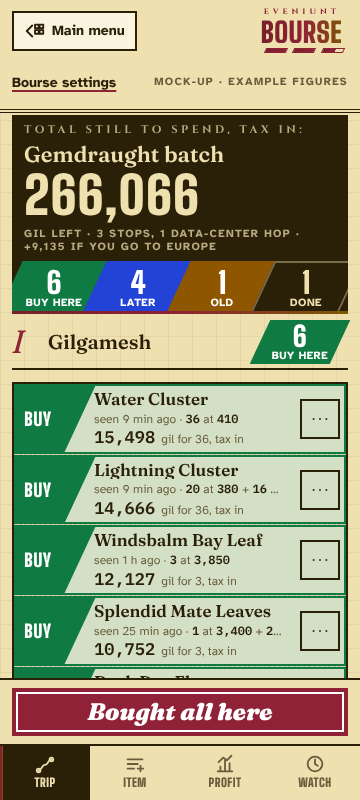 Main menu
EVENIUNT
BOURSE
Bourse settings
MOCK-UP · EXAMPLE FIGURES
TOTAL STILL TO SPEND, TAX IN:
Gemdraught batch
266,066
GIL LEFT · 3 STOPS, 1 DATA-CENTER HOP ·
+9,135 IF YOU GO TO EUROPE
6 BUY HERE
4 LATER
1 OLD
1 DONE
I Gilgamesh
6 BUY HERE
BUY
Water Cluster
seen 9 min ago · 36 at 410
15,498 gil for 36, tax in
...
BUY
Lightning Cluster
seen 9 min ago · 20 at 380 + 16 ...
14,666 gil for 36, tax in
...
BUY
Windsalbm Bay Leaf
seen 1 h ago · 3 at 3,850
12,127 gil for 3, tax in
...
BUY
Splendid Mate Leaves
seen 25 min ago · 1 at 3,400 + 2...
10,752 gil for 3, tax in
...
Bought all here
TRIP
ITEM
PROFIT
WATCH